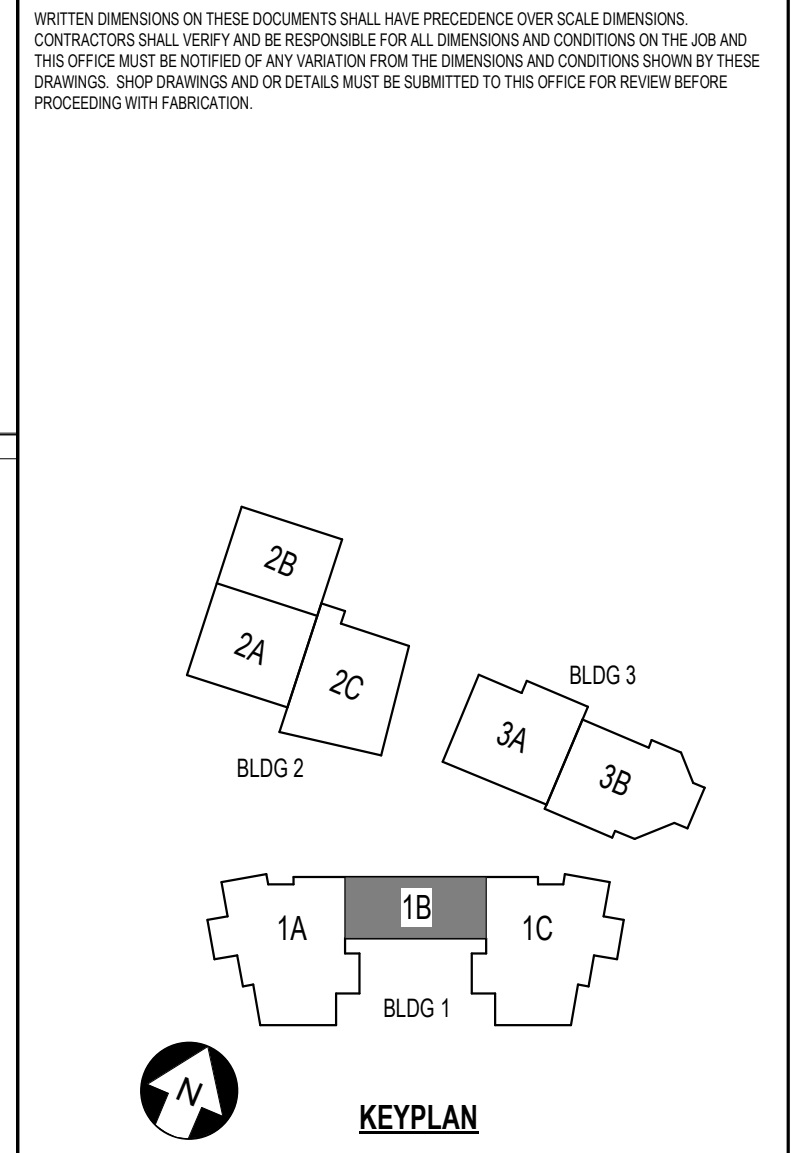 WRITTEN DIMENSIONS ON THESE DOCUMENTS SHALL HAVE PRECEDENCE OVER SCALE DIMENSIONS.
CONTRACTORS SHALL VERIFY AND BE RESPONSIBLE FOR ALL DIMENSIONS AND CONDITIONS ON THE JOB AND
THIS OFFICE MUST BE NOTIFIED OF ANY VARIATION FROM THE DIMENSIONS AND CONDITIONS SHOWN BY THESE
DRAWINGS. SHOP DRAWINGS AND OR DETAILS MUST BE SUBMITTED TO THIS OFFICE FOR REVIEW BEFORE
PROCEEDING WITH FABRICATION.
2B
2A
2C
BLDG 2
BLDG 3
3A
3B
1A
1B
1C
BLDG 1
N
KEYPLAN